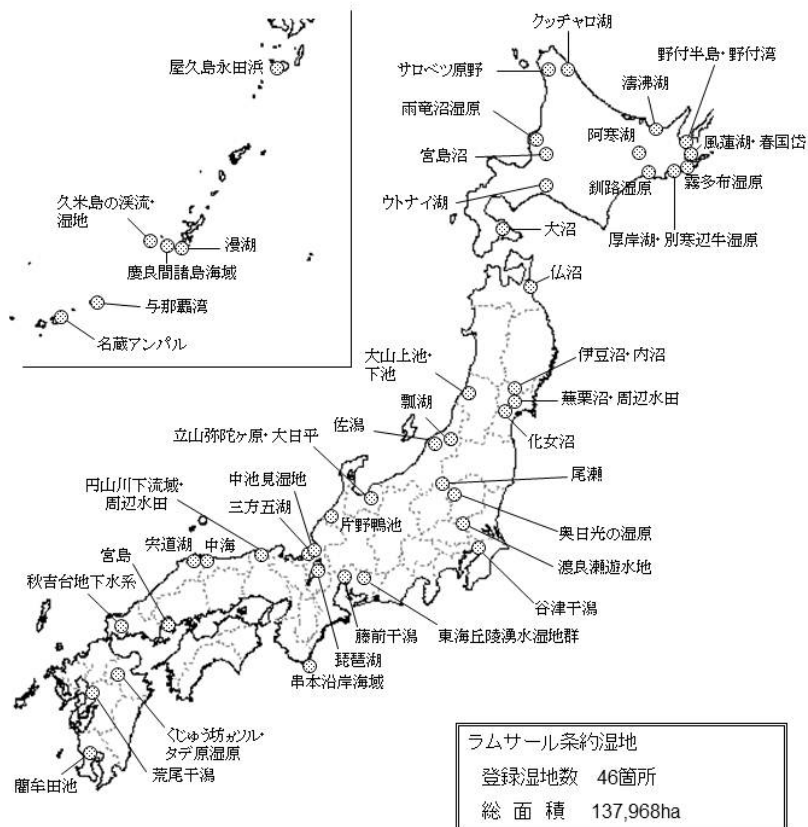 クッチャロ湖
屋久島永田浜
サロベツ原野
野付半島・野付湾
濤沸湖
雨竜沼湿原
阿寒湖
風蓮湖・春国岱
宮島沼
釧路湿原
霧多布湿原
久米島の渓流・
湿地
ウトナイ湖
大沼
厚岸湖・別寒辺牛湿原
漫湖
慶良間諸島海域
仏沼
与那覇湾
名蔵アンパル
大山上池・
下池
伊豆沼・内沼
蕪栗沼・周辺水田
瓢湖
化女沼
佐潟
立山弥陀ヶ原・大日平
尾瀬
中池見湿地
円山川下流域・
周辺水田
三方五湖
片野鴨池
奥日光の湿原
宍道湖
中海
渡良瀬遊水地
宮島
秋吉台地下水系
谷津干潟
藤前干潟
東海丘陵湧水湿地群
琵琶湖
串本沿岸海域
くじゅう坊ガツル・
タデ原湿原
荒尾干潟
藺牟田池
ラムサール条約湿地
登録湿地数 46箇所
総面積 137,968ha